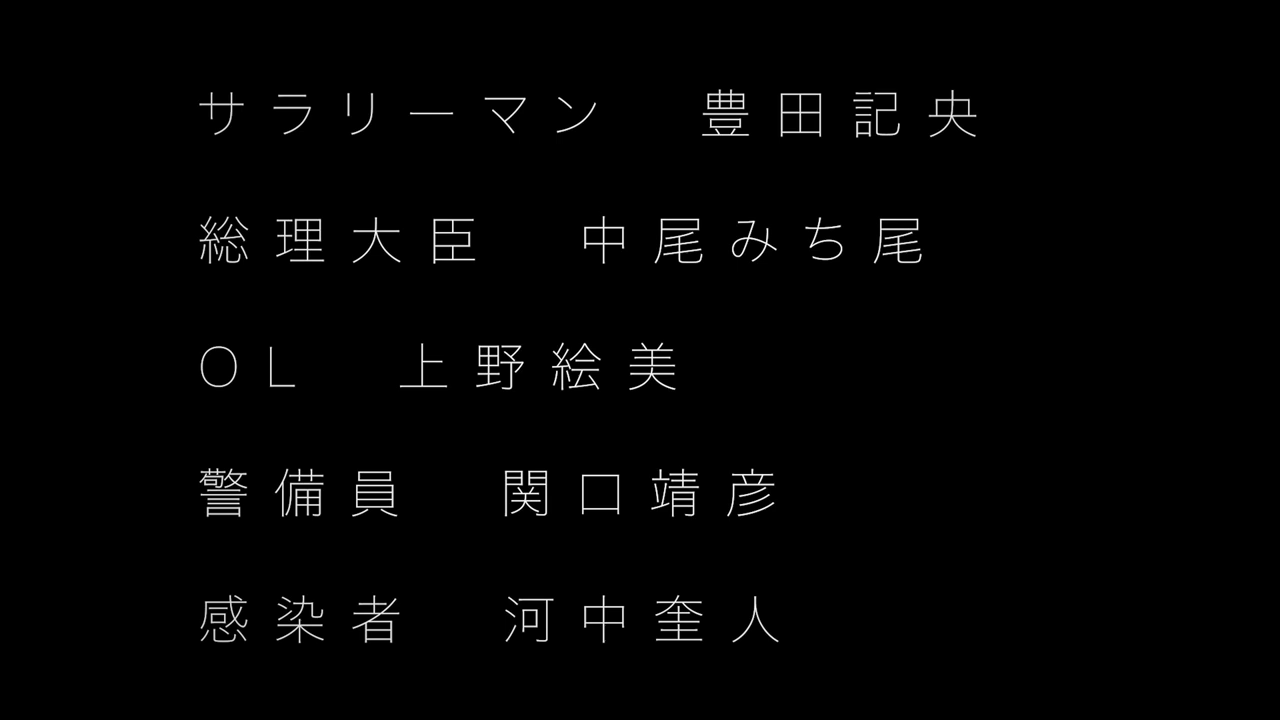 サラリーマン　豊田記央
総理大臣　中尾みち尾
OL　上野絵美
警備員　関口靖彦
感染者　河中奎人